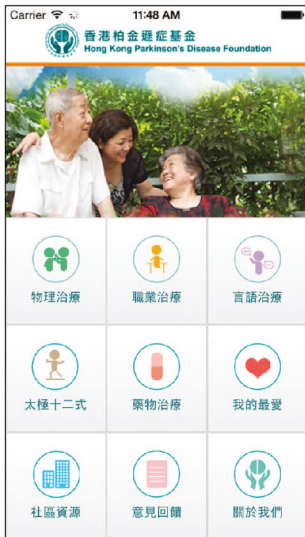 Carrier 11:48 AM
香港柏金遜症基金
Hong Kong Parkinson's Disease Foundation
物理治療 職業治療 言語治療
太極十二式 藥物治療 我的最愛
社區資源 意見回饋 關於我們